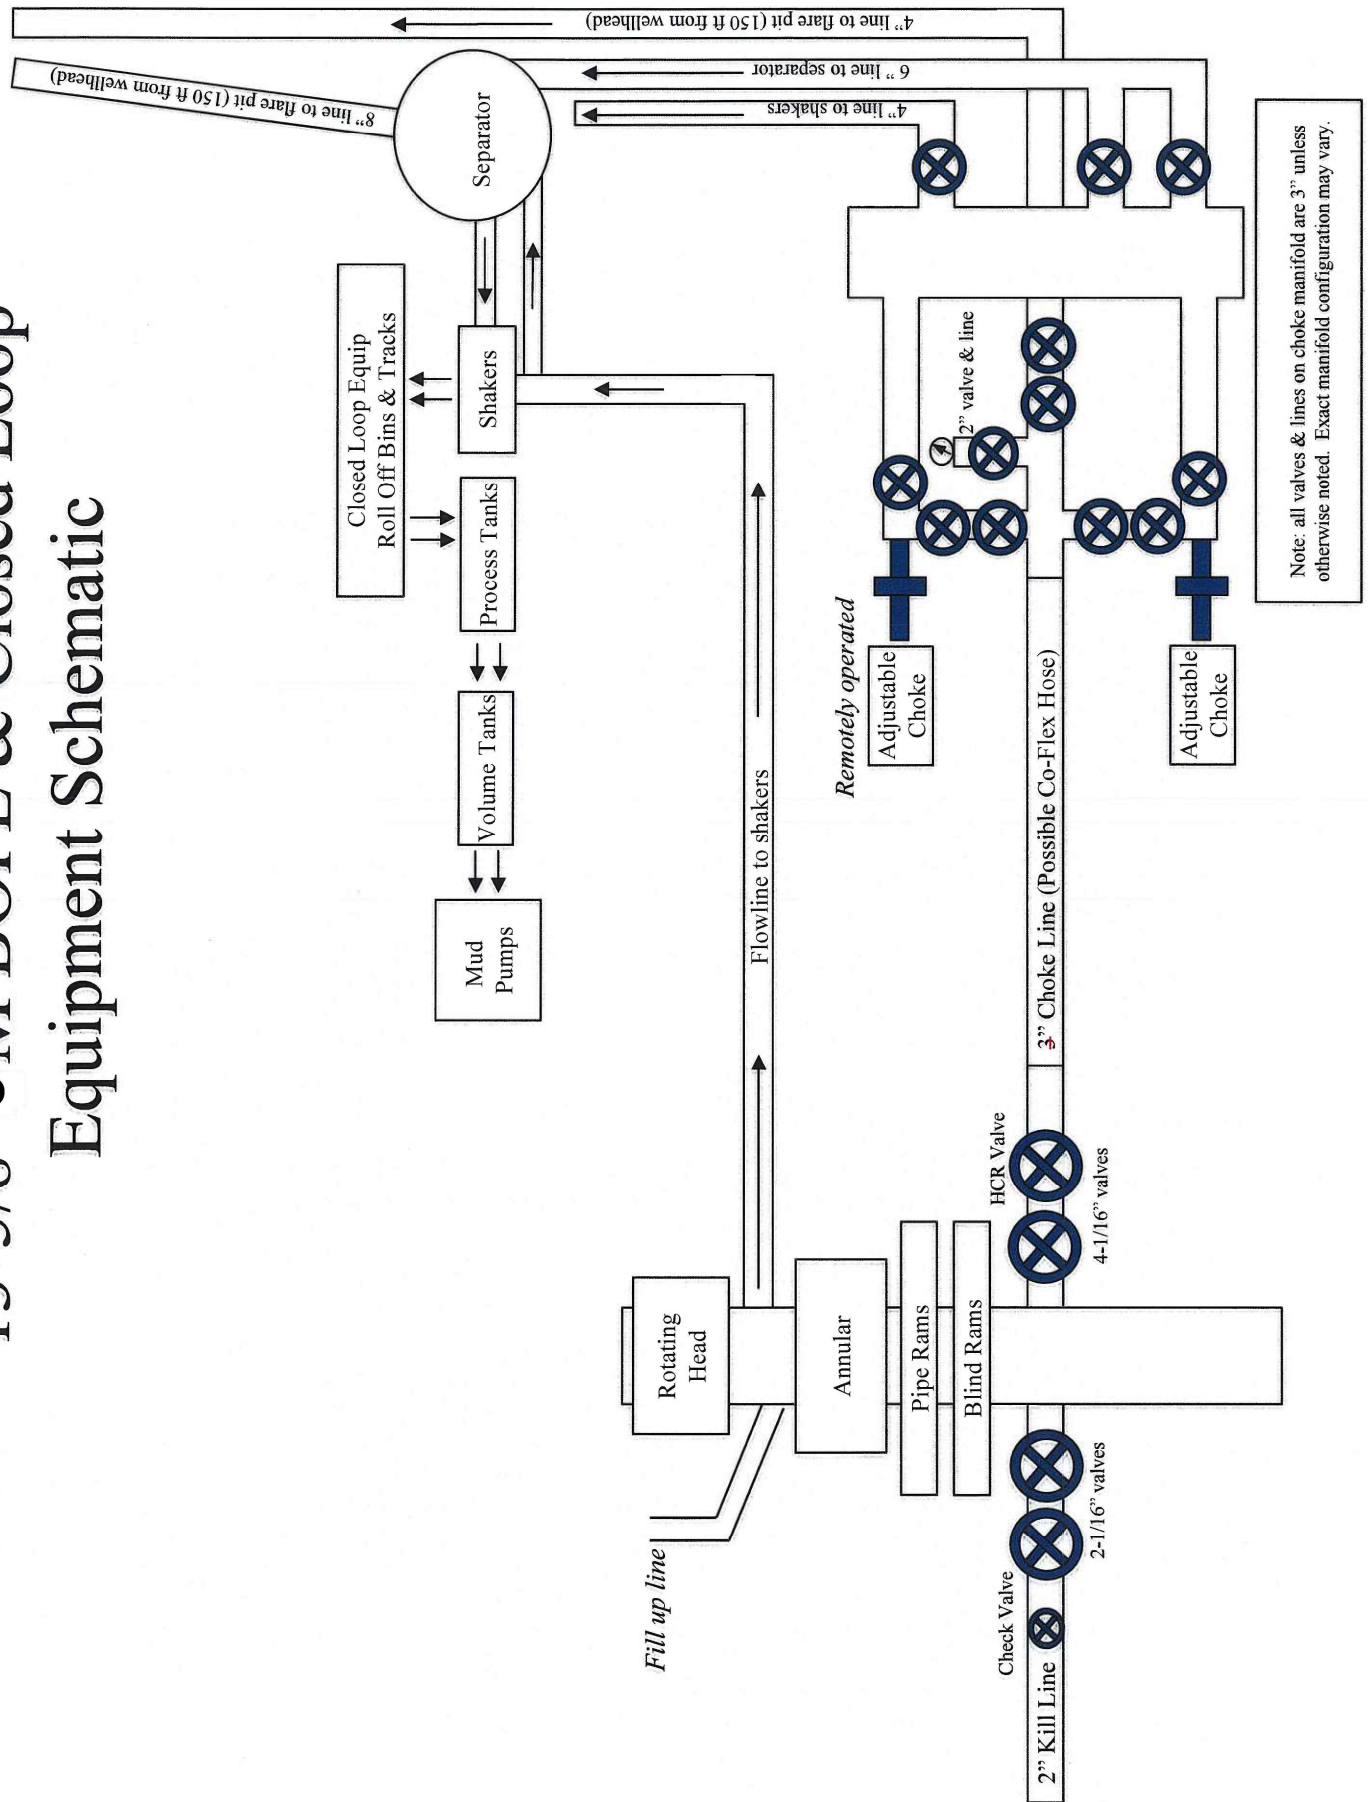 & Closed Loop
Equipment Schematic
Fill up line
Rotating
Head
Annular
Pipe Rams
Blind Rams
Check Valve
2” Kill Line
2-1/16” valves
HCR Valve
4-1/16” valves
3” Choke Line (Possible Co-Flex Hose)
Flowline to shakers
Mud
Pumps
Volume Tanks
Process Tanks
Closed Loop Equip
Roll Off Bins & Tracks
Shakers
Separator
8” line to flare pit (150 ft from wellhead)
4” line to flare pit (150 ft from wellhead)
6” line to separator
4” line to shakers
Remotely operated
Adjustable
Choke
2” valve & line
Adjustable
Choke
Note: all valves & lines on choke manifold are 3” unless
otherwise noted. Exact manifold configuration may vary.